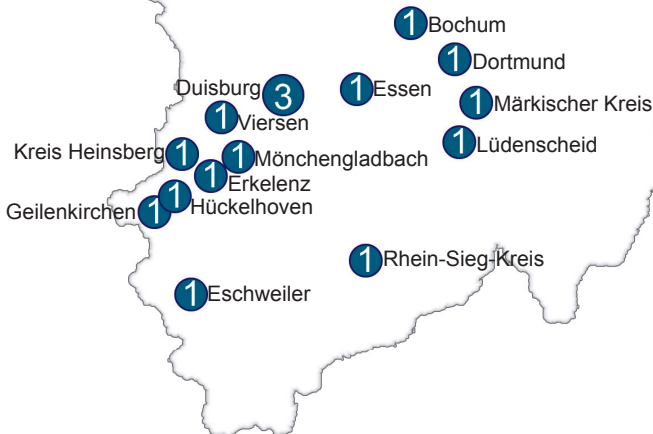 1 Bochum
1 Dortmund
Duisburg 3
1 Essen
1 Märkischer Kreis
1 Viersen
1 Lüdenscheid
Kreis Heinsberg 1
1 Mönchengladbach
1 Erkelenz
1 Hückelhoven
Geilenkirchen 1
1 Rhein-Sieg-Kreis
1 Eschweiler